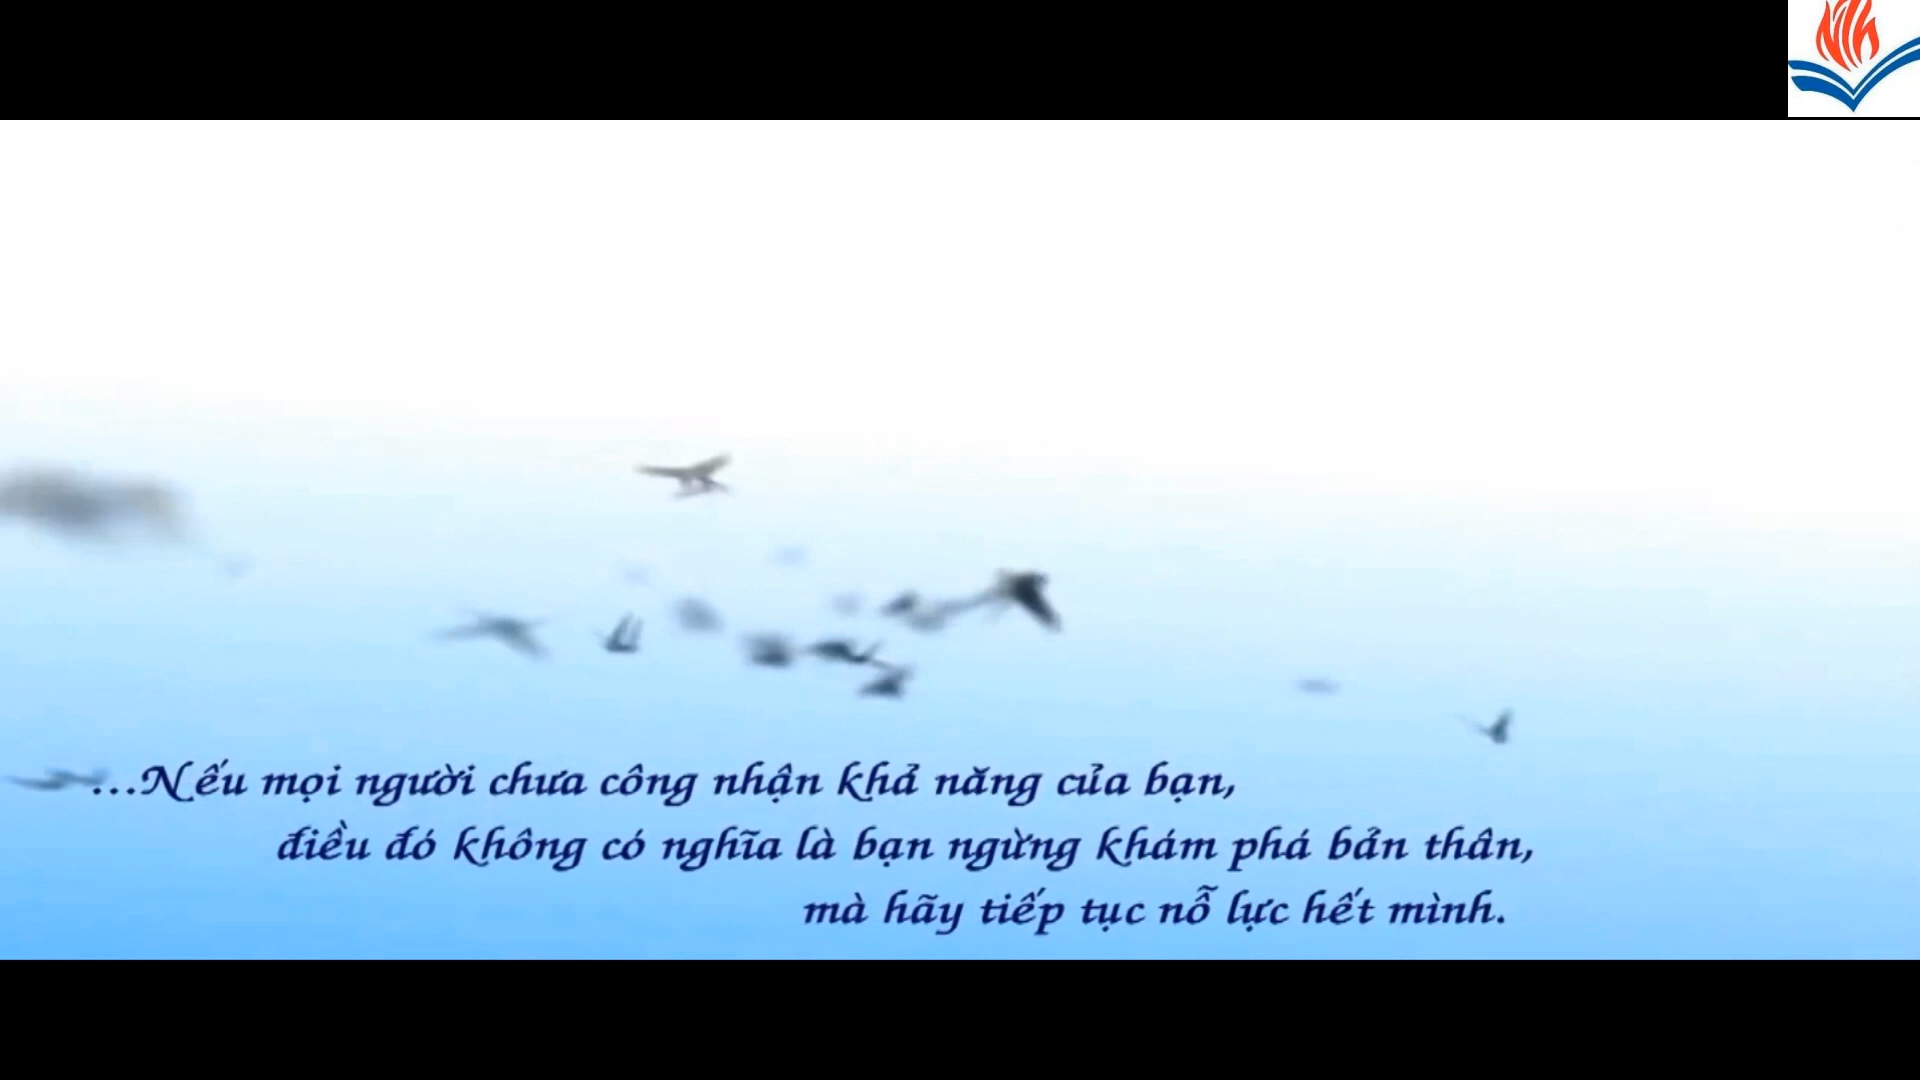 ...Nếu mọi người chưa công nhận khả năng của bạn,
điều đó không có nghĩa là bạn ngừng khám phá bản thân,
mà hãy tiếp tục nỗ lực hết mình.